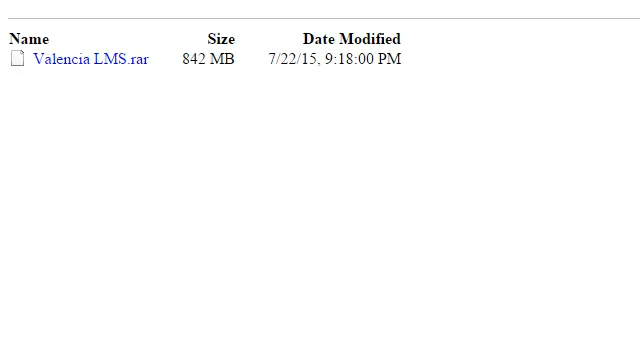 Name Size Date Modified
Valencia LMS.rar 842 MB 7/22/15, 9:18:00 PM